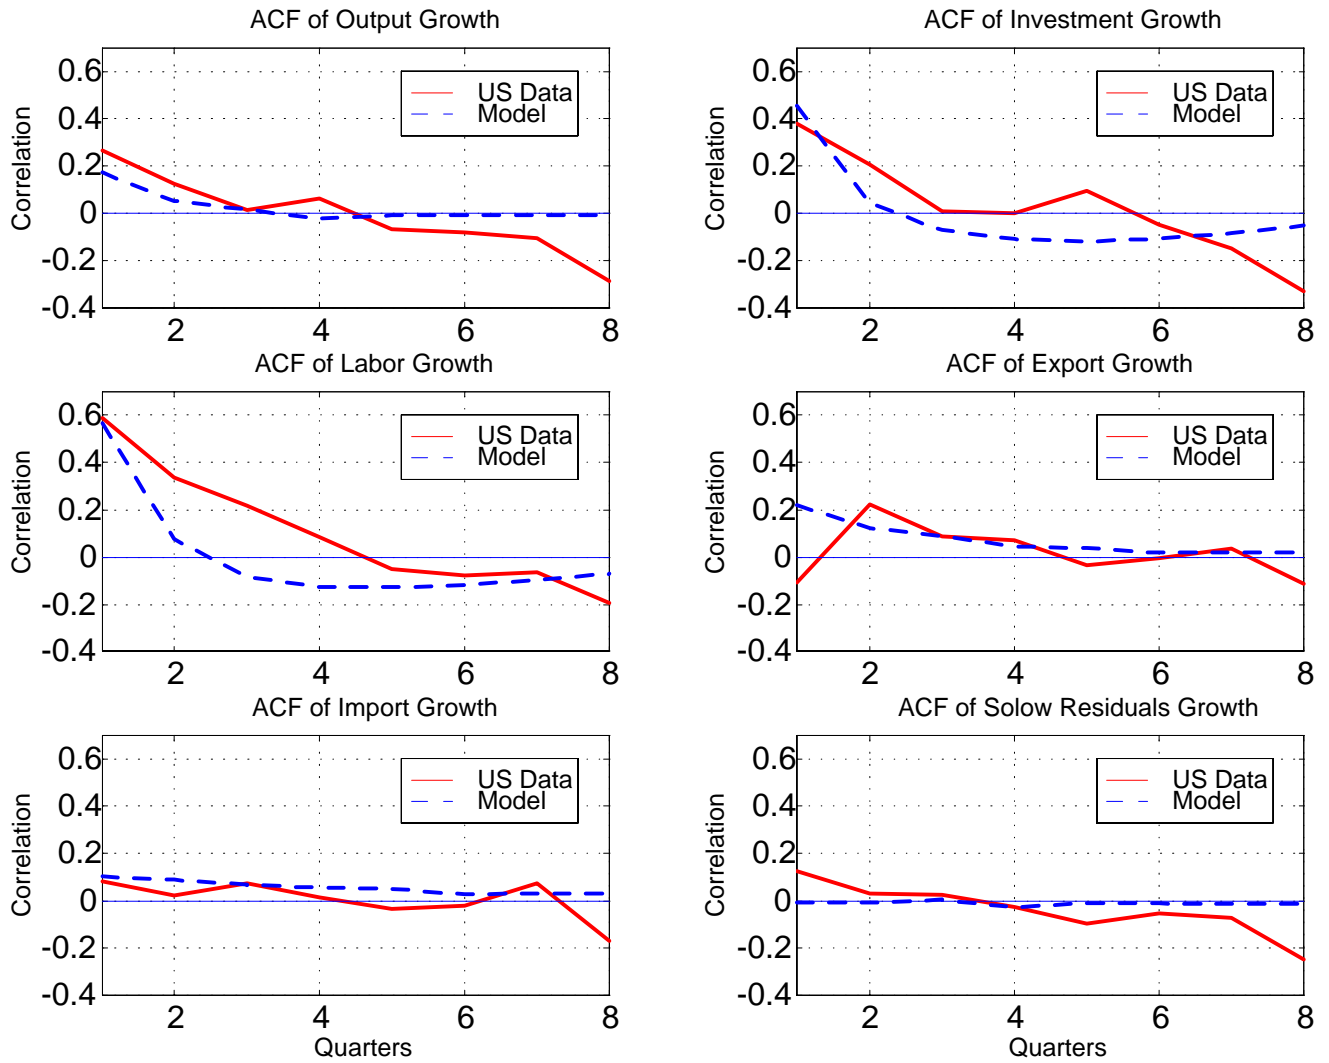 ACF of Output Growth
Correlation
0.6
0.4
0.2
0
-0.2
-0.4
2
4
6
8
US Data
Model
ACF of Investment Growth
Correlation
0.6
0.4
0.2
0
-0.2
-0.4
2
4
6
8
US Data
Model
ACF of Labor Growth
Correlation
0.6
0.4
0.2
0
-0.2
-0.4
2
4
6
8
US Data
Model
ACF of Export Growth
Correlation
0.6
0.4
0.2
0
-0.2
-0.4
2
4
6
8
US Data
Model
ACF of Import Growth
Correlation
0.6
0.4
0.2
0
-0.2
-0.4
2
4
6
8
Quarters
US Data
Model
ACF of Solow Residuals Growth
Correlation
0.6
0.4
0.2
0
-0.2
-0.4
2
4
6
8
Quarters
US Data
Model